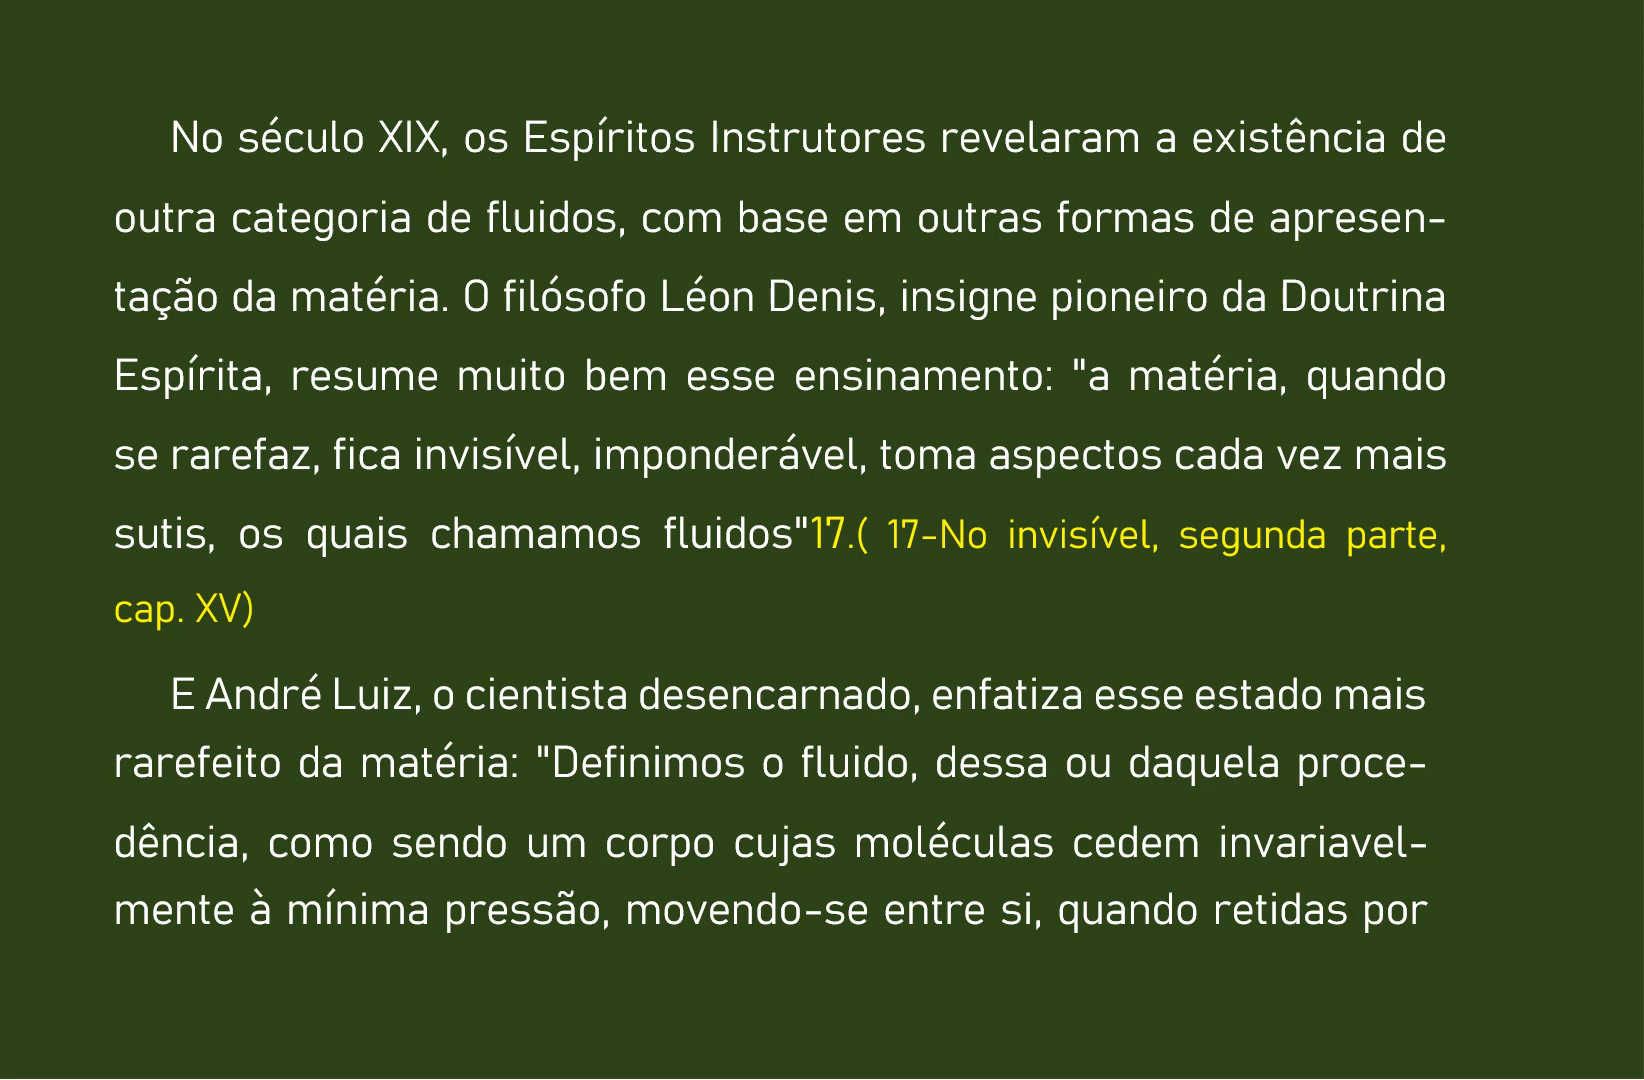 No século XIX, os Espíritos Instrutores revelaram a existência de
outra categoria de fluidos, com base em outras formas de apresen-
tação da matéria. O filósofo Léon Denis, insigne pioneiro da Doutrina
Espírita, resume muito bem esse ensinamento: "a matéria, quando
se rarefaz, fica invisível, imponderável, toma aspectos cada vez mais
sutis, os quais chamamos fluidos"17.( 17-No invisível, segunda parte,
cap. XV)
E André Luiz, o cientista desencarnado, enfatiza esse estado mais
rarefeito da matéria: "Definimos o fluido, dessa ou daquela proce-
dência, como sendo um corpo cujas moléculas cedem invariavel-
mente à mínima pressão, movendo-se entre si, quando retidas por